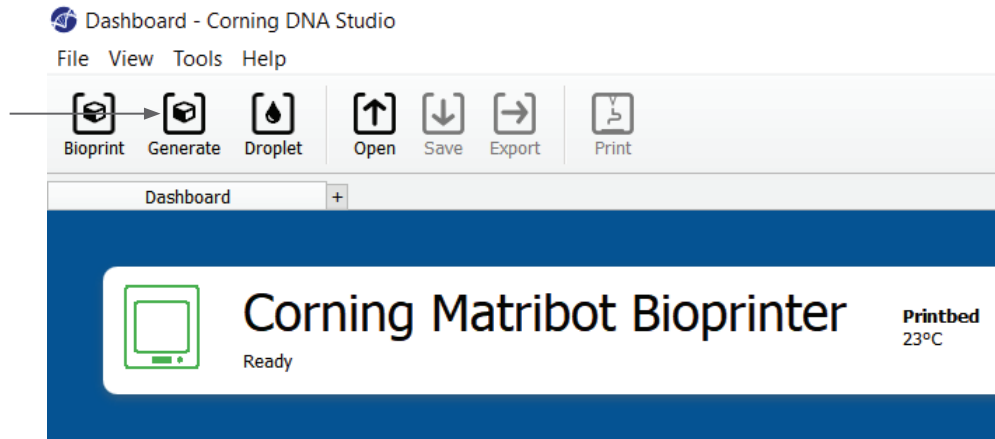 Dashboard - Corning DNA Studio
File View Tools Help
Bioprint Generate Droplet Open Save Export Print
Dashboard +
Corning Matribot Bioprinter
Ready
Printbed
23°C